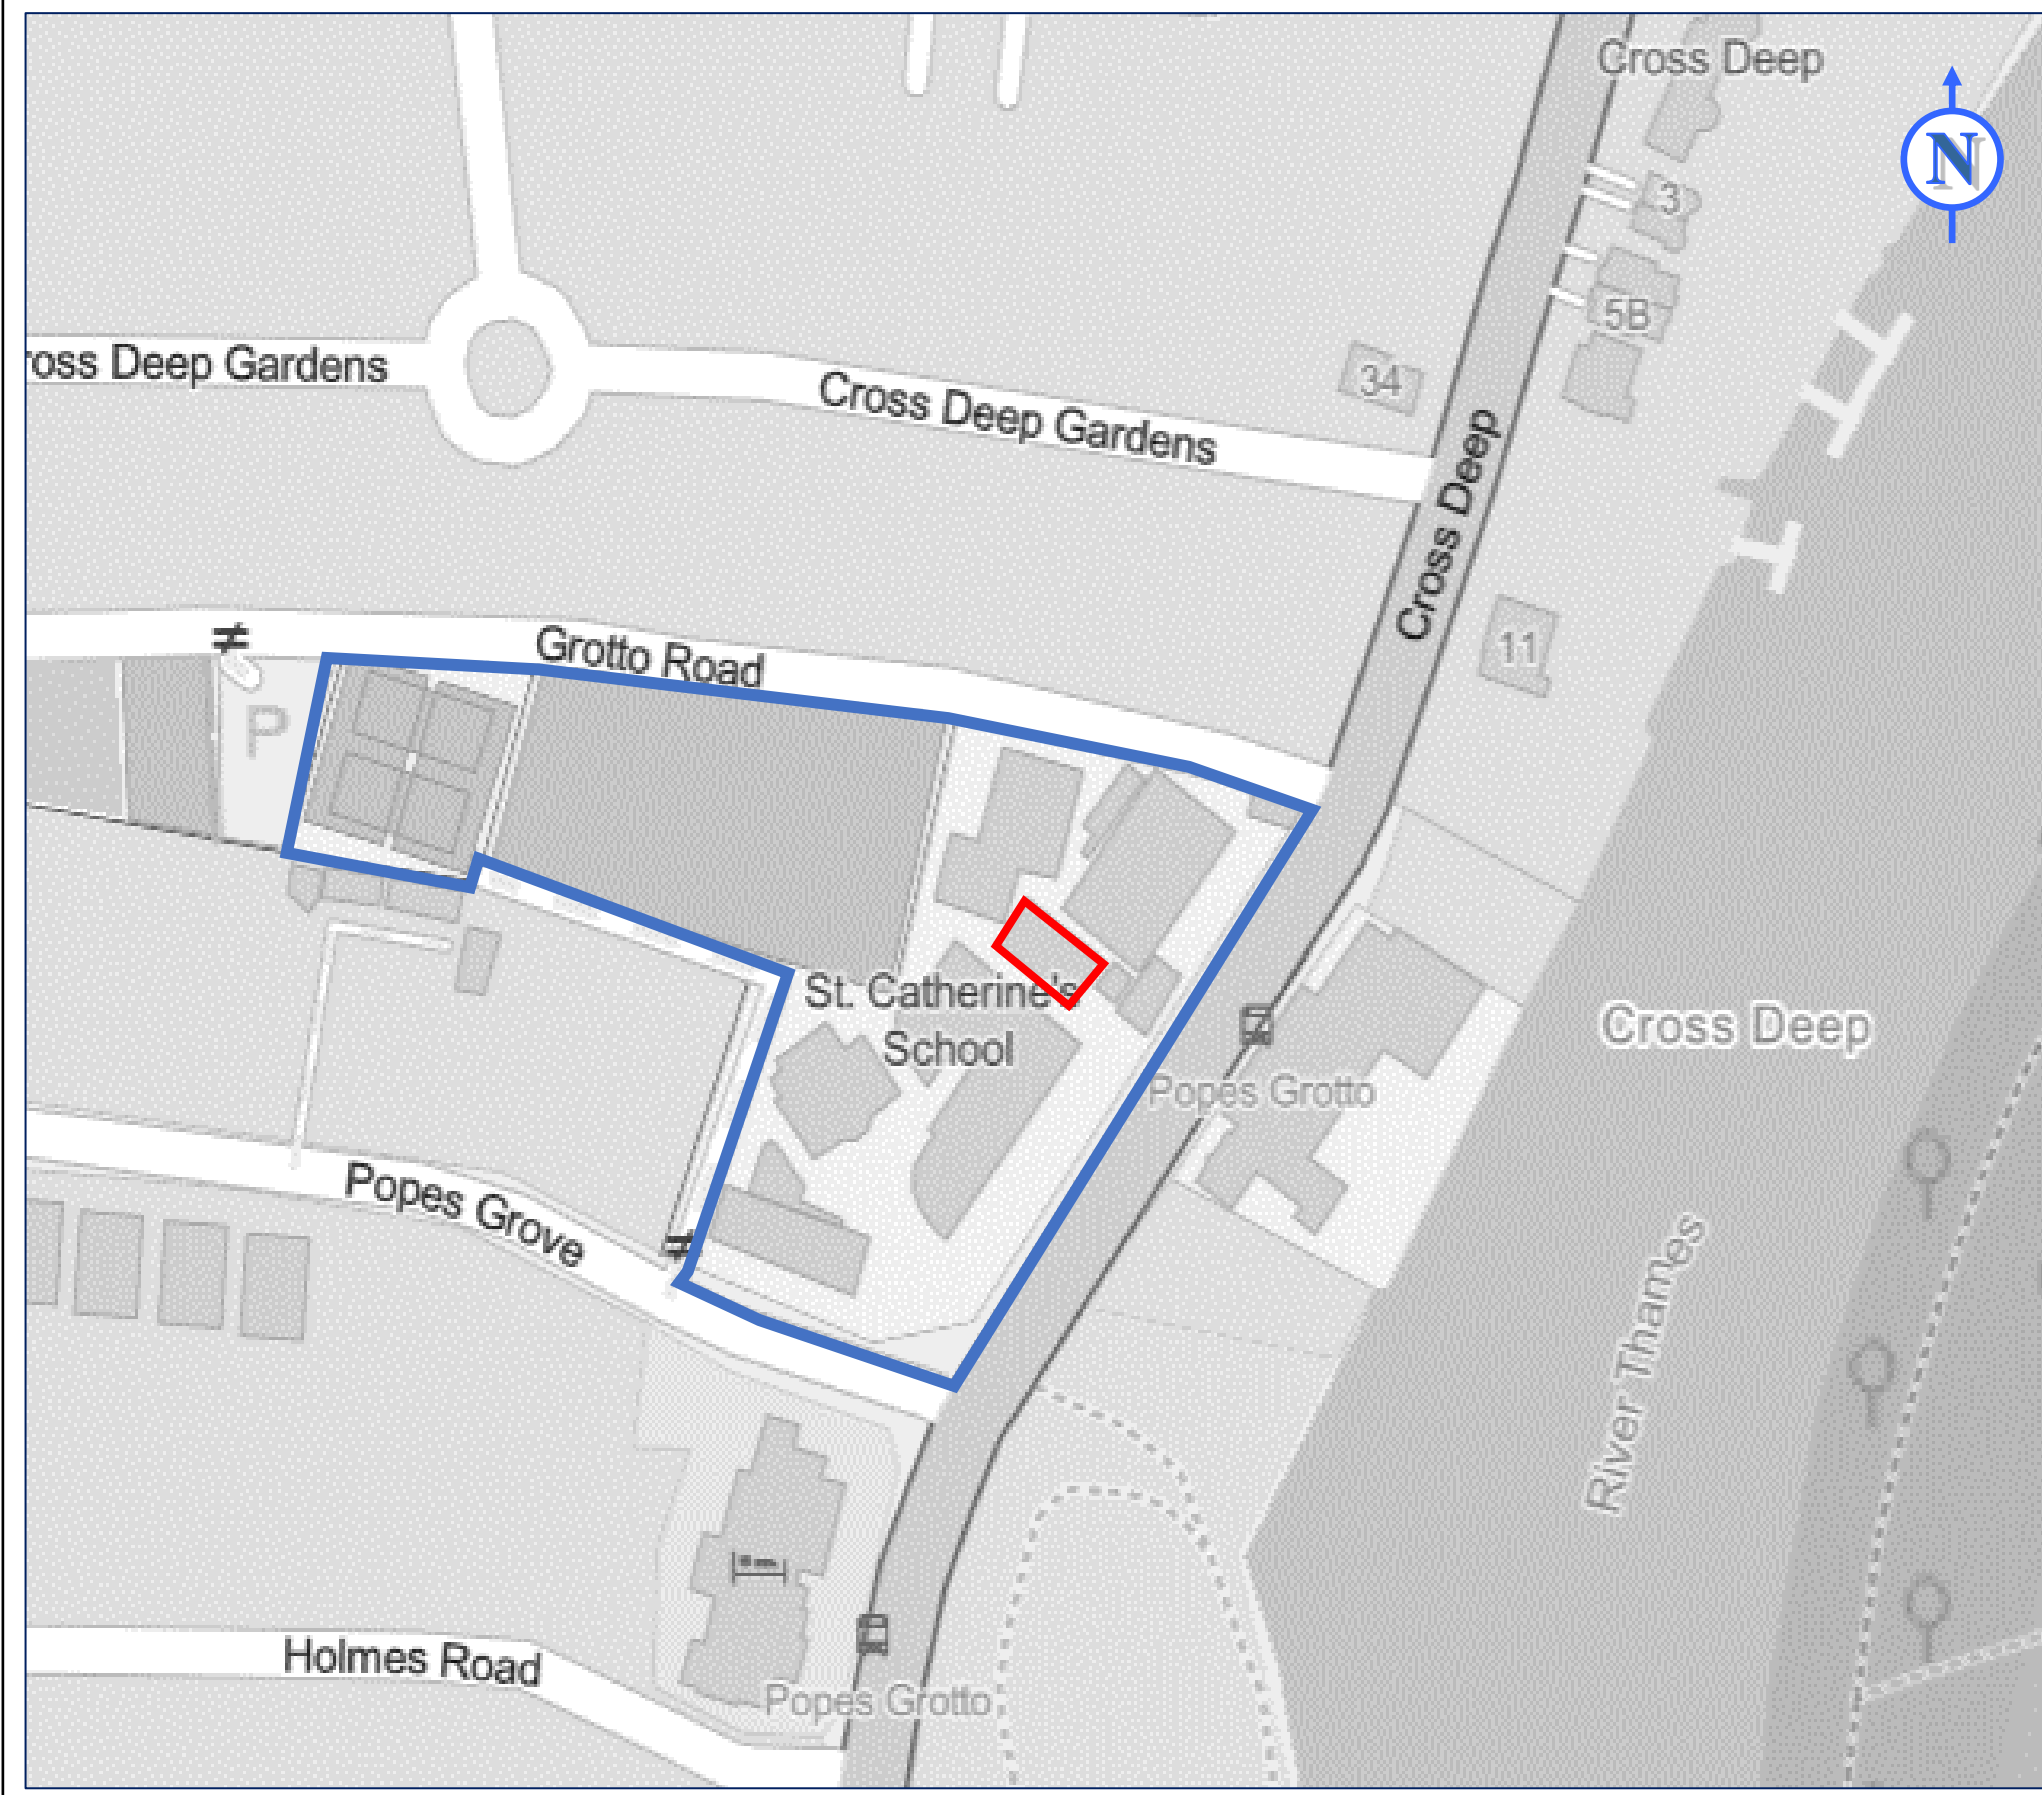 Cross Deep
N
3
5B
34
ross Deep Gardens
Cross Deep Gardens
Cross Deep
11
Grotto Road
P
St. Catherine's
School
Cross Deep
Popes Grotto
Popes Grove
River Thames
Holmes Road
Popes Grotto